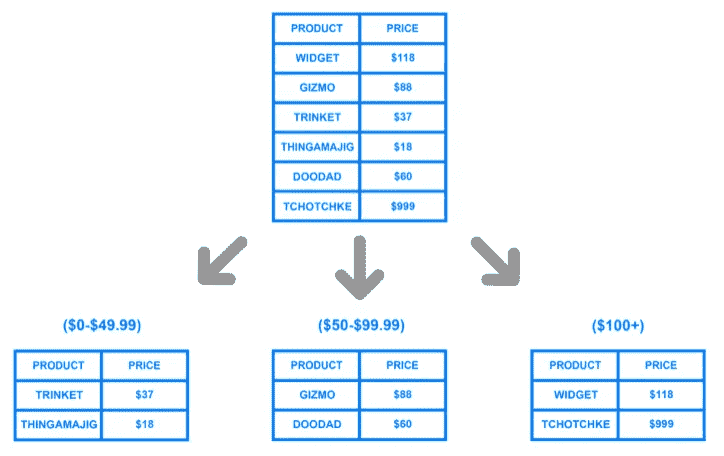 PRODUCT PRICE
WIDGET $118
GIZMO $88
TRINKET $37
THINGAMAJIG $18
DOODAD $60
TCHOTCHKE $999
($0-$49.99)
PRODUCT PRICE
TRINKET $37
THINGAMAJIG $18
($50-$99.99)
PRODUCT PRICE
GIZMO $88
DOODAD $60
($100+)
PRODUCT PRICE
WIDGET $118
TCHOTCHKE $999